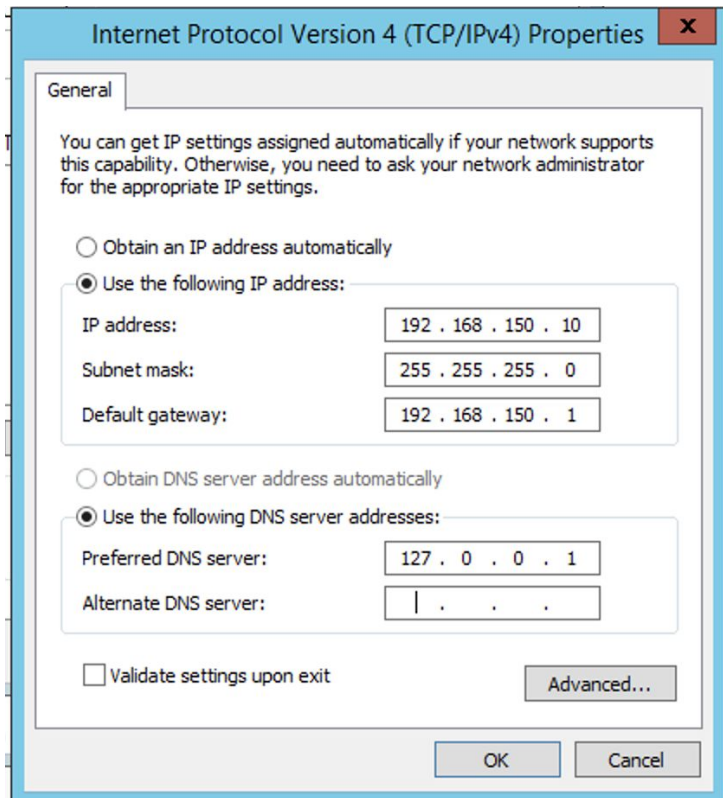 Internet Protocol Version 4 (TCP/IPv4) Properties
x
General
You can get IP settings assigned automatically if your network supports
this capability. Otherwise, you need to ask your network administrator
for the appropriate IP settings.
Obtain an IP address automatically
Use the following IP address:
IP address: 192 . 168 . 150 . 10
Subnet mask: 255 . 255 . 255 . 0
Default gateway: 192 . 168 . 150 . 1
Obtain DNS server address automatically
Use the following DNS server addresses:
Preferred DNS server: 127 . 0 . 0 . 1
Alternate DNS server: . . .
Validate settings upon exit
Advanced...
OK Cancel